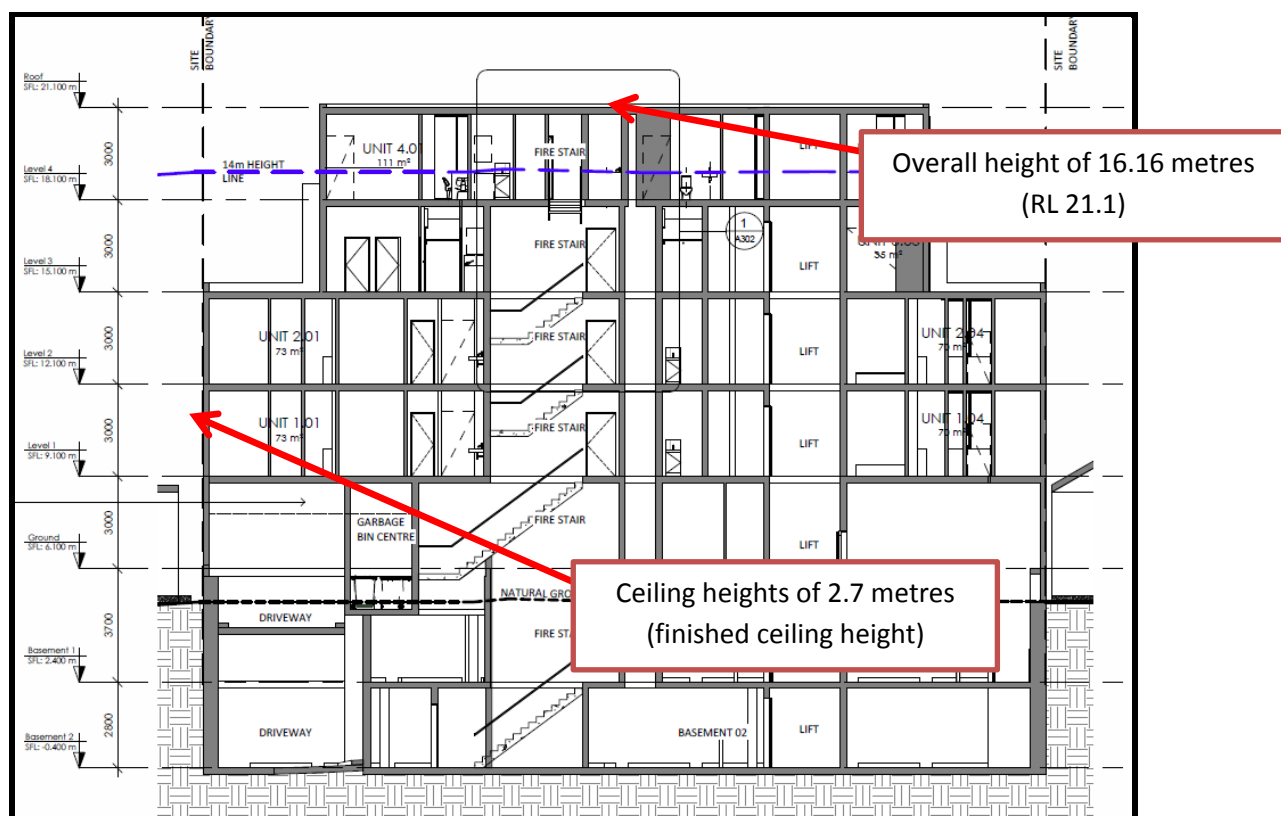 SITE
BOUNDARY
SITE
BOUNDARY
Roof
SFL: 21.100 m
3000
UNIT 4.01
111 m²
FIRE STAIR
LIFT
14m HEIGHT
LINE
Overall height of 16.16 metres
(RL 21.1)
Level 4
SFL: 18.100 m
3000
FIRE STAIR
1
A302
LIFT
35 m²
Level 3
SFL: 15.100 m
3000
UNIT 2.01
73 m²
FIRE STAIR
LIFT
UNIT 2.04
70 m²
Level 2
SFL: 12.100 m
3000
UNIT 1.01
73 m²
FIRE STAIR
LIFT
UNIT 1.04
70 m²
Level 1
SFL: 9.100 m
3000
GARBAGE
BIN CENTRE
FIRE STAIR
LIFT
Ground
SFL: 6.100 m
Ceiling heights of 2.7 metres
(finished ceiling height)
NATURAL
3700
DRIVEWAY
FIRE
Basement 1
SFL: 2.400 m
2800
DRIVEWAY
BASEMENT 02
LIFT
Basement 2
SFL: -0.400 m